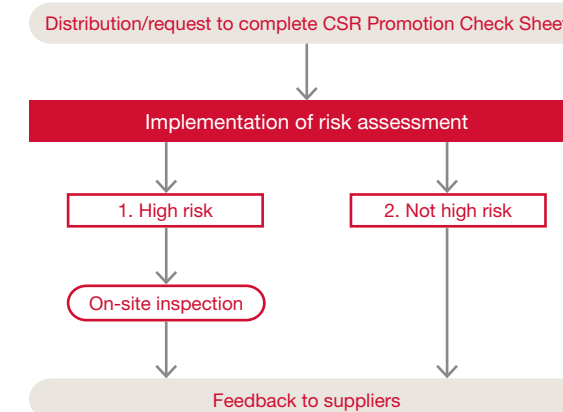 Distribution/request to complete CSR Promotion Check Sheet
Implementation of risk assessment
1. High risk
2. Not high risk
On-site inspection
Feedback to suppliers